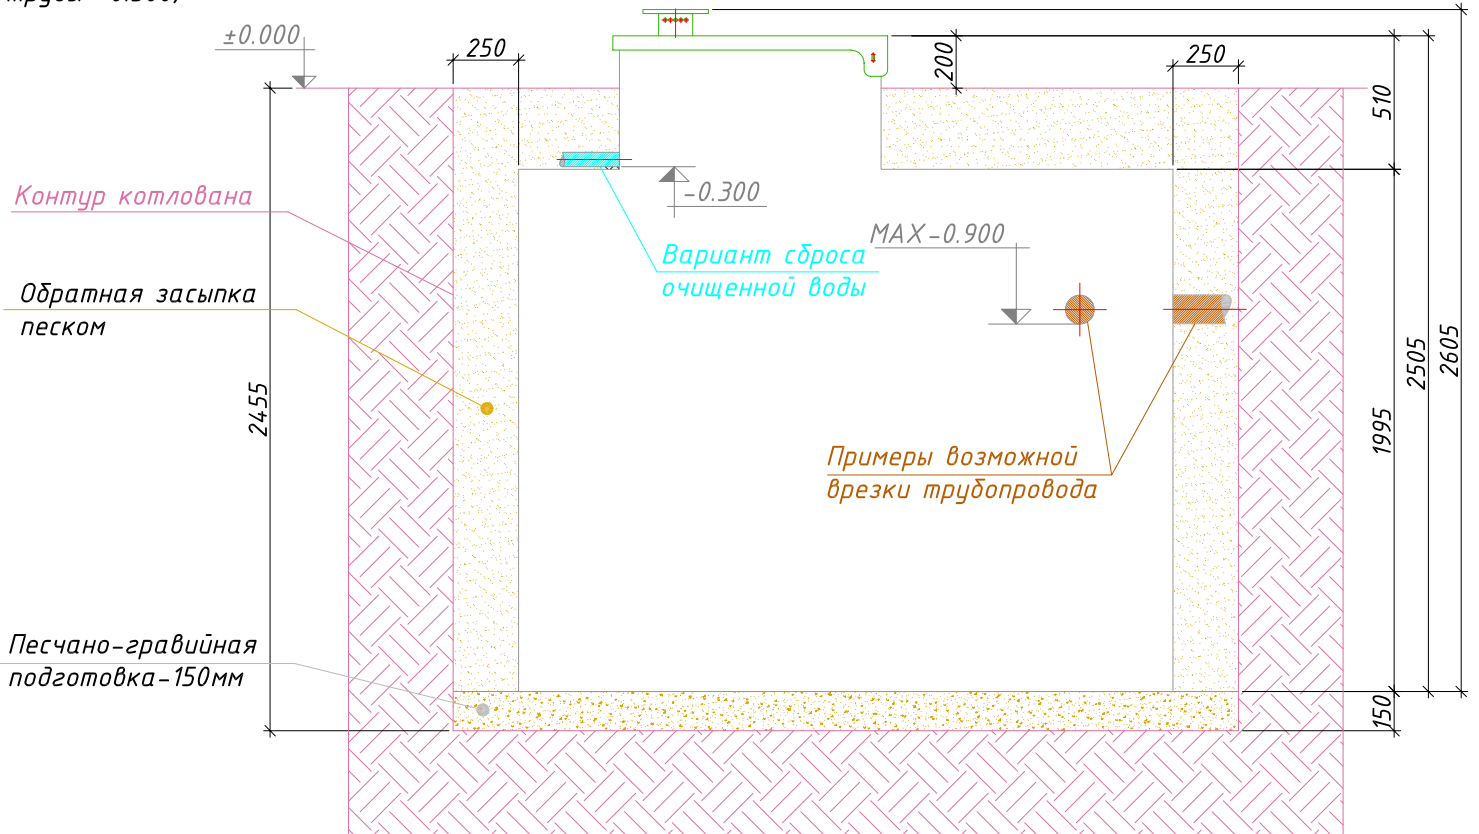 ±0.000
250
200
250
510
Контур котлована
-0.300
MAX-0.900
Вариант сброса
очищенной воды
Обратная засыпка
песком
2455
2505
2605
1995
Примеры возможной
врезки трубопровода
Песчано-гравийная
подготовка-150мм
150